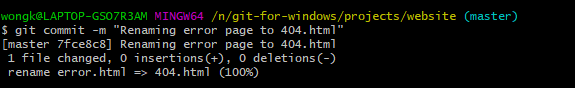 wongk@LAPTOP-GSO7R3AM MINGW64 /n/git-for-windows/projects/website (master)
$ git commit -m "Renaming error page to 404.html"
[master 7fce8c8] Renaming error page to 404.html
 1 file changed, 0 insertions(+), 0 deletions(-)
 rename error.html => 404.html (100%)